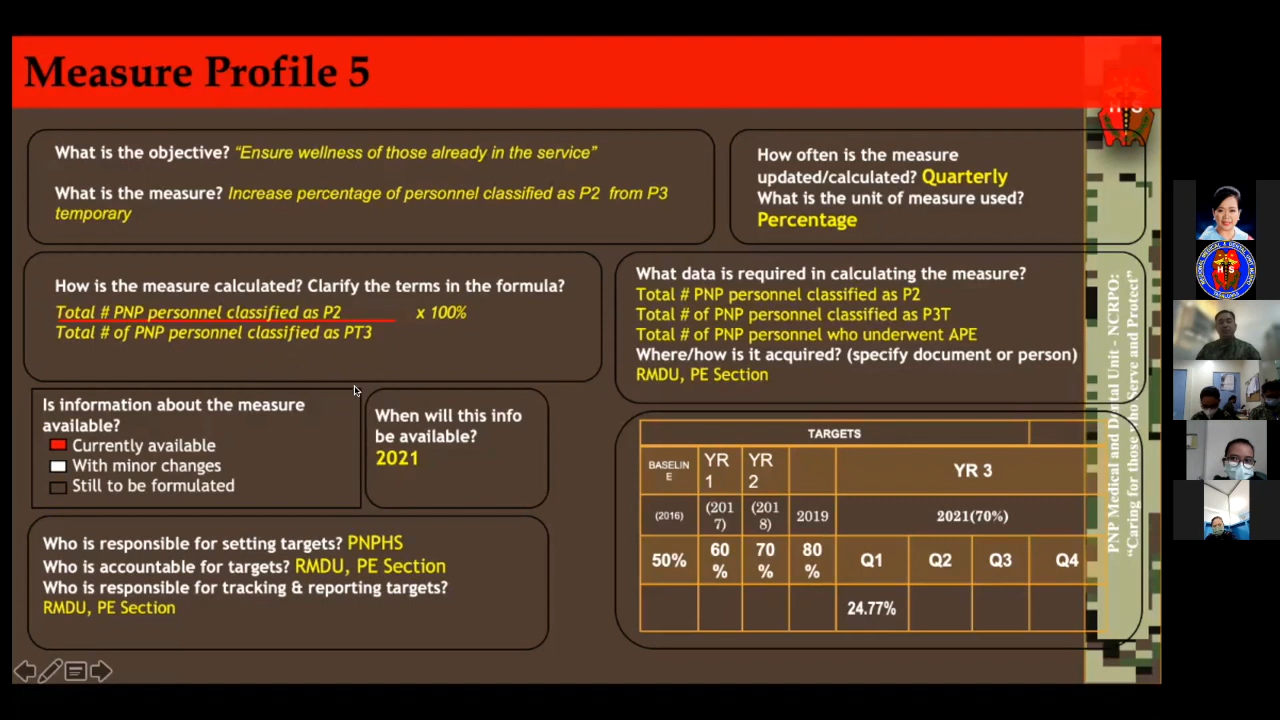 Measure Profile 5
What is the objective? “Ensure wellness of those already in the service”
What is the measure? Increase percentage of personnel classified as P2 from P3
temporary
How often is the measure
updated/calculated? Quarterly
What is the unit of measure used?
Percentage
How is the measure calculated? Clarify the terms in the formula?
Total # PNP personnel classified as P2 x 100%
Total # of PNP personnel classified as PT3
What data is required in calculating the measure?
Total # PNP personnel classified as P2
Total # of PNP personnel classified as P3T
Total # of PNP personnel who underwent APE
Where/how is it acquired? (specify document or person)
RMDU, PE Section
Is information about the measure
available?
Currently available
With minor changes
Still to be formulated
When will this info
be available?
2021
Who is responsible for setting targets? PNPHS
Who is accountable for targets? RMDU, PE Section
Who is responsible for tracking & reporting targets?
RMDU, PE Section
TARGETS
BASELIN
E
YR
1
YR
2
YR 3
(2016)
(201
7)
(201
8)
2019
2021(70%)
50%
60
%
70
%
80
%
Q1
Q2
Q3
Q4
24.77%
PNP Medical and Dental Unit - NCRPO:
“Caring for those who Serve and Protect”
H S